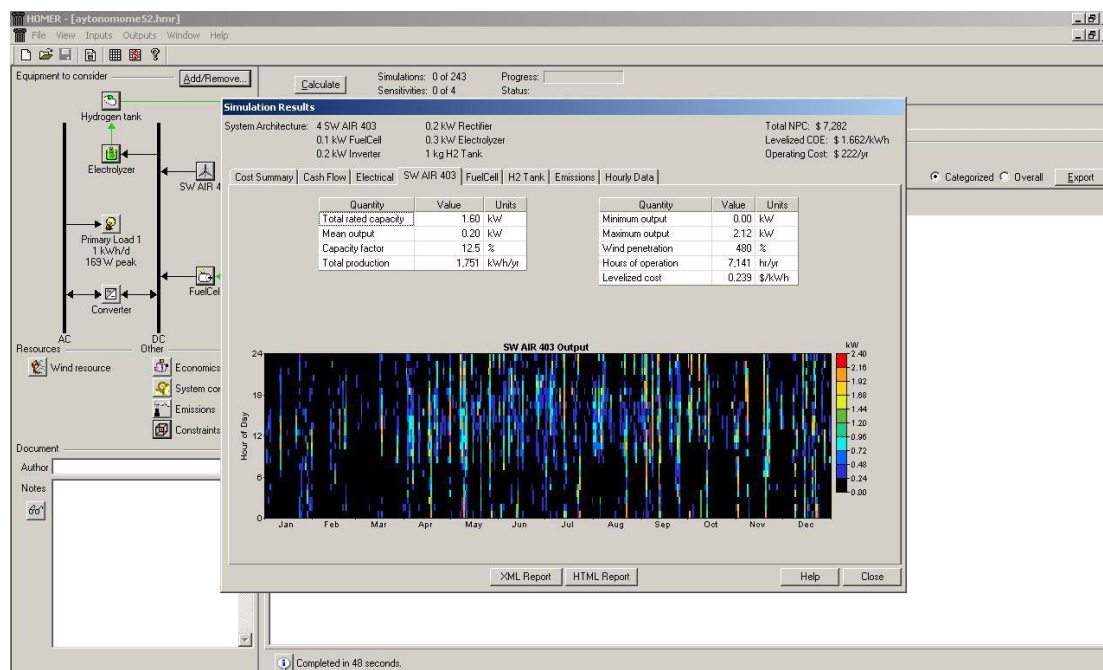 HOMER - [aytonomome52.hmr]
File View Inputs Outputs Window Help
Equipment to consider
Add/Remove...
Calculate
Simulations: 0 of 243
Progress:
Sensitivities: 0 of 4
Status:
Hydrogen tank
Electrolyzer
SW AIR 4
Primary Load 1
1 kWh/d
169 W peak
FuelCel
Converter
AC
DC
Resources
Other
Wind resource
Economics
System cor
Emissions
Constraints
Document
Author
Notes
Simulation Results
System Architecture: 4 SW AIR 403
0.1 kW FuelCell
0.2 kW Inverter
0.2 kW Rectifier
0.3 kW Electrolyzer
1 kg H2 Tank
Total NPC: $ 7,282
Levelized COE: $ 1.662/kWh
Operating Cost: $ 222/yr
Cost Summary Cash Flow Electrical SW AIR 403 FuelCell H2 Tank Emissions Hourly Data
Quantity Value Units
Total rated capacity 1.60 kW
Mean output 0.20 kW
Capacity factor 12.5 %
Total production 1,751 kWh/yr
Quantity Value Units
Minimum output 0.00 kW
Maximum output 2.12 kW
Wind penetration 480 %
Hours of operation 7,141 hr/yr
Levelized cost 0.239 $/kWh
SW AIR 403 Output
Hour of Day
24
18
12
6
0
Jan Feb Mar Apr May Jun Jul Aug Sep Oct Nov Dec
kW
2.40
2.16
1.92
1.68
1.44
1.20
0.96
0.72
0.48
0.24
0.00
XML Report
HTML Report
Help
Close
Categorized Overall
Export
Completed in 48 seconds.